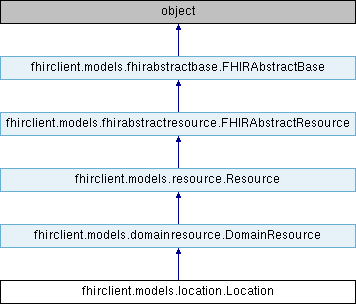 object
fhirclient.models.fhirabstractbase.FHIRAbstractBase
fhirclient.models.fhirabstractresource.FHIRAbstractResource
fhirclient.models.resource.Resource
fhirclient.models.domainresource.DomainResource
fhirclient.models.location.Location